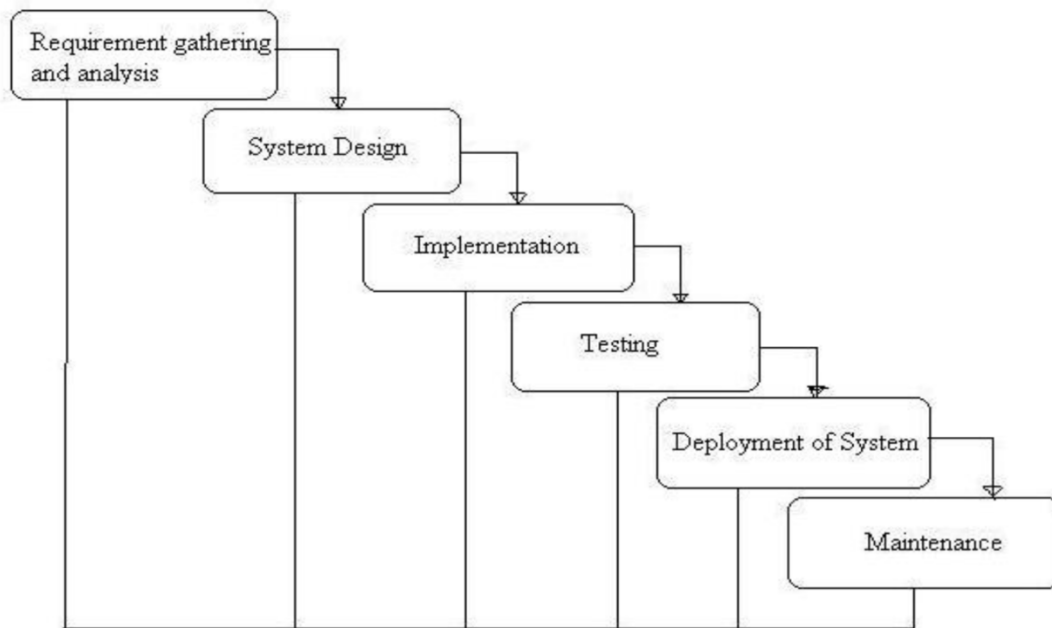 Requirement gathering
and analysis
System Design
Implementation
Testing
Deployment of System
Maintenance